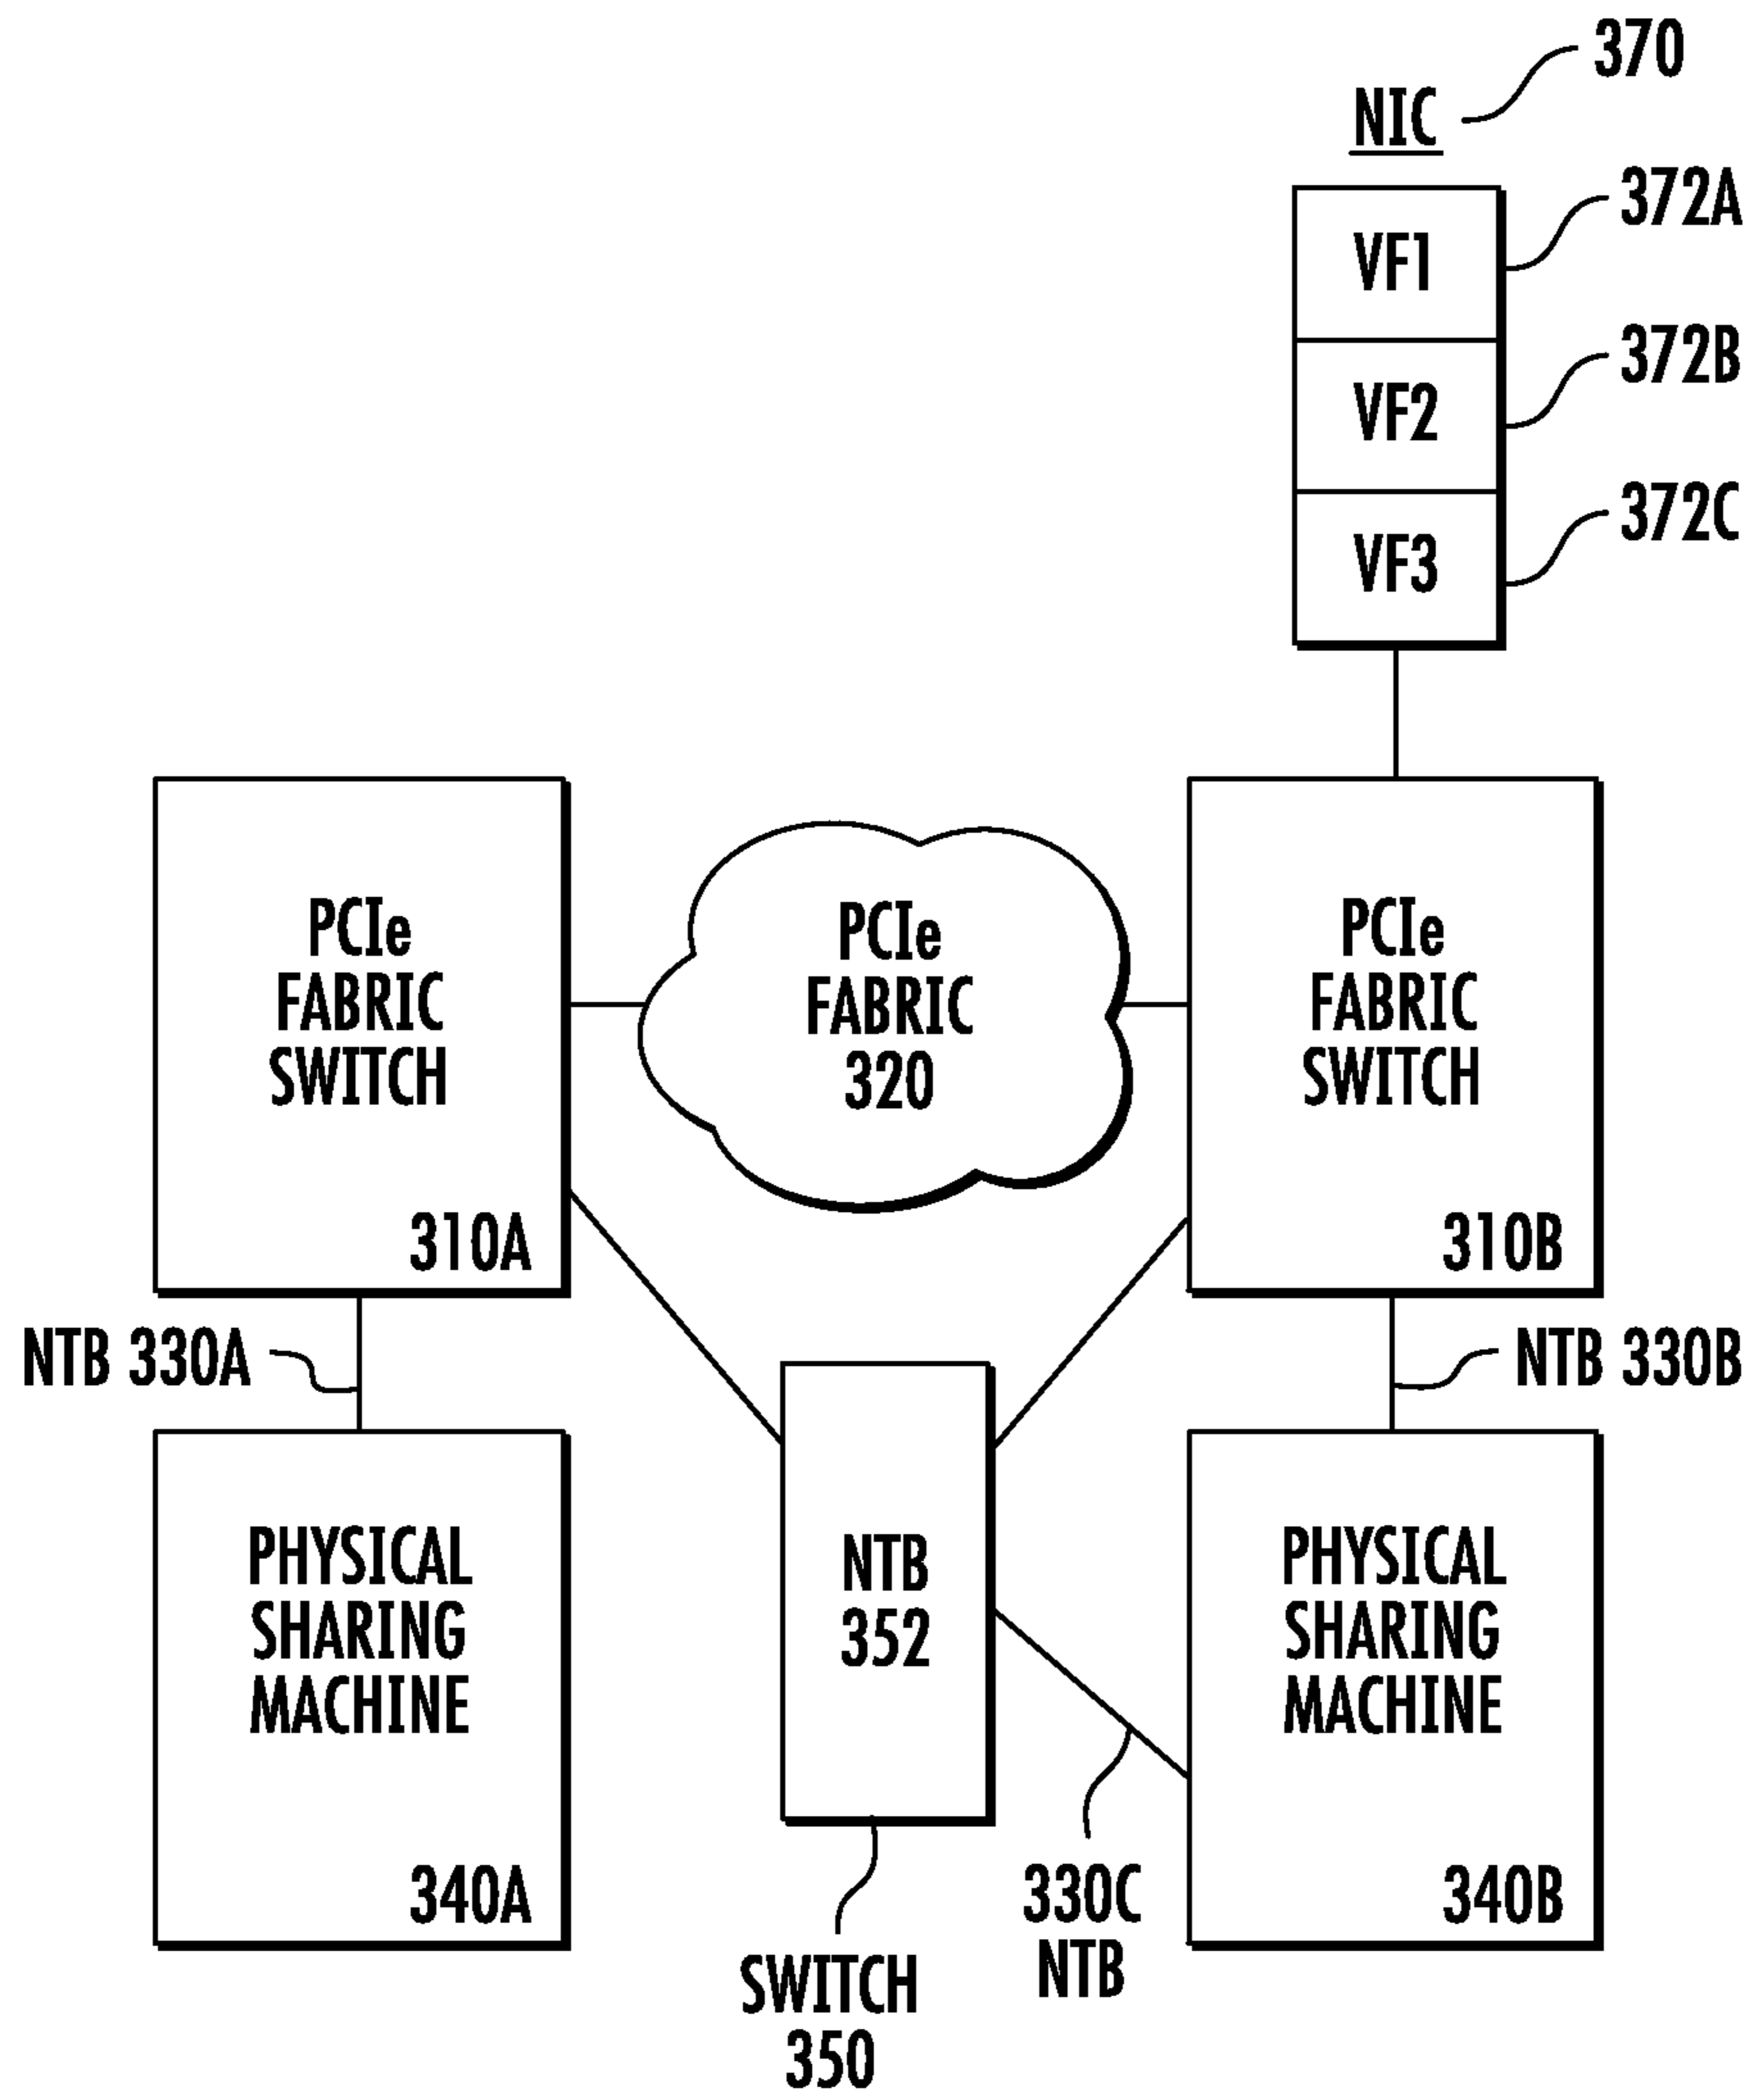 370
NIC
372A
VF1
372B
VF2
372C
VF3
PCIe
FABRIC
SWITCH
310A
PCIe
FABRIC
320
PCIe
FABRIC
SWITCH
310B
NTB 330A
NTB 330B
PHYSICAL
SHARING
MACHINE
340A
NTB
352
PHYSICAL
SHARING
MACHINE
340B
330C
NTB
SWITCH
350